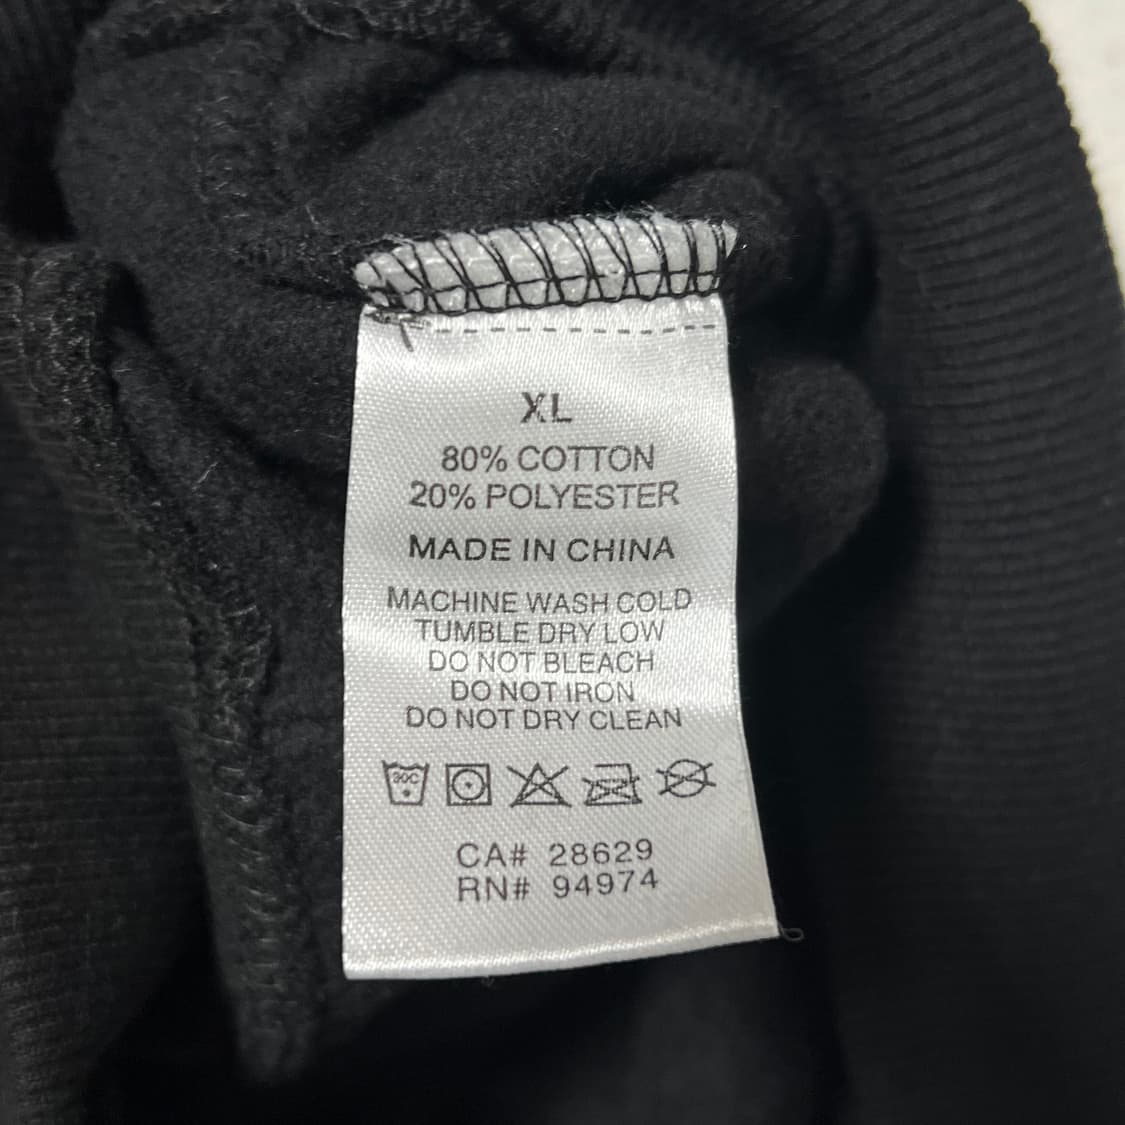 XL
80% COTTON
20% POLYESTER
MADE IN CHINA
MACHINE WASH COLD
TUMBLE DRY LOW
DO NOT BLEACH
DO NOT IRON
DO NOT DRY CLEAN
30C
CA# 28629
RN# 94974